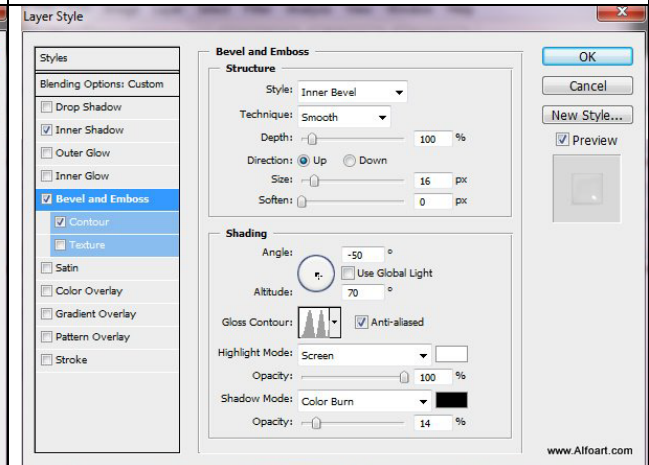 Layer Style
Styles
Blending Options: Custom
Drop Shadow
Inner Shadow
Outer Glow
Inner Glow
Bevel and Emboss
Contour
Texture
Satin
Color Overlay
Gradient Overlay
Pattern Overlay
Stroke
Bevel and Emboss
Structure
Style: Inner Bevel
Technique: Smooth
Depth: 100 %
Direction: Up Down
Size: 16 px
Soften: 0 px
Shading
Angle: -50 °
Use Global Light
Altitude: 70 °
Gloss Contour: Anti-aliased
Highlight Mode: Screen
Opacity: 100 %
Shadow Mode: Color Burn
Opacity: 14 %
OK
Cancel
New Style...
Preview
www.Alfoart.com